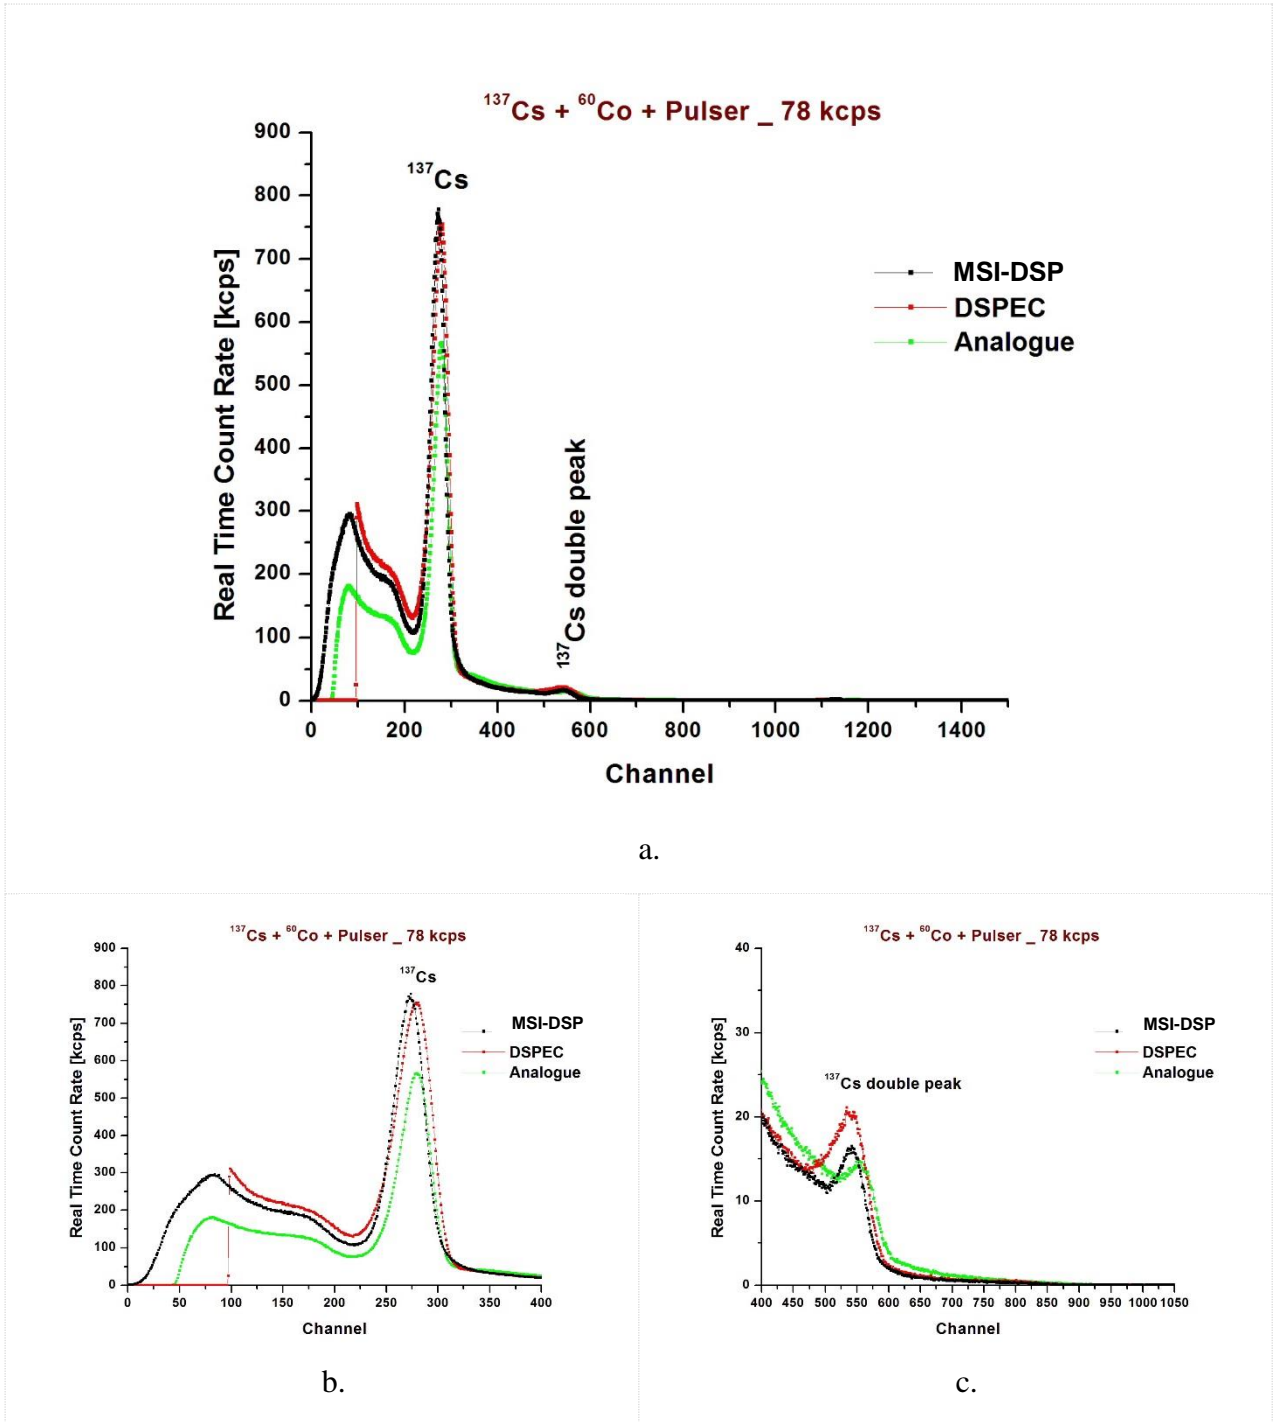 ¹³⁷Cs + ⁶⁰Co + Pulser _ 78 kcps
900
800
700
600
500
400
300
200
100
0
Real Time Count Rate [kcps]
¹³⁷Cs
¹³⁷Cs double peak
MSI-DSP
DSPEC
Analogue
0 200 400 600 800 1000 1200 1400
Channel
a.
¹³⁷Cs + ⁶⁰Co + Pulser _ 78 kcps
900
800
700
600
500
400
300
200
100
0
Real Time Count Rate [kcps]
¹³⁷Cs
MSI-DSP
DSPEC
Analogue
0 50 100 150 200 250 300 350 400
Channel
b.
¹³⁷Cs + ⁶⁰Co + Pulser _ 78 kcps
40
30
20
10
0
Real Time Count Rate [kcps]
¹³⁷Cs double peak
MSI-DSP
DSPEC
Analogue
400 450 500 550 600 650 700 750 800 850 900 950 1000 1050
Channel
c.